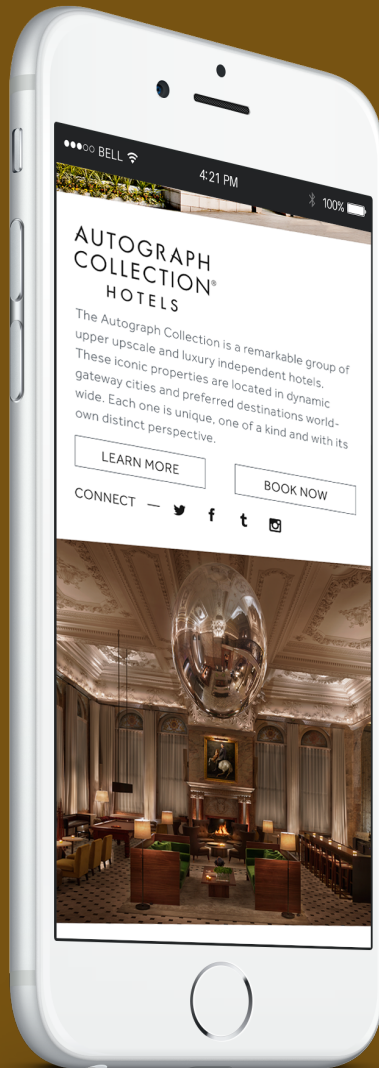 BELL 4:21 PM 100%
AUTOGRAPH
COLLECTION®
HOTELS
The Autograph Collection is a remarkable group of
upper upscale and luxury independent hotels.
These iconic properties are located in dynamic
gateway cities and preferred destinations world-
wide. Each one is unique, one of a kind and with its
own distinct perspective.
LEARN MORE BOOK NOW
CONNECT —